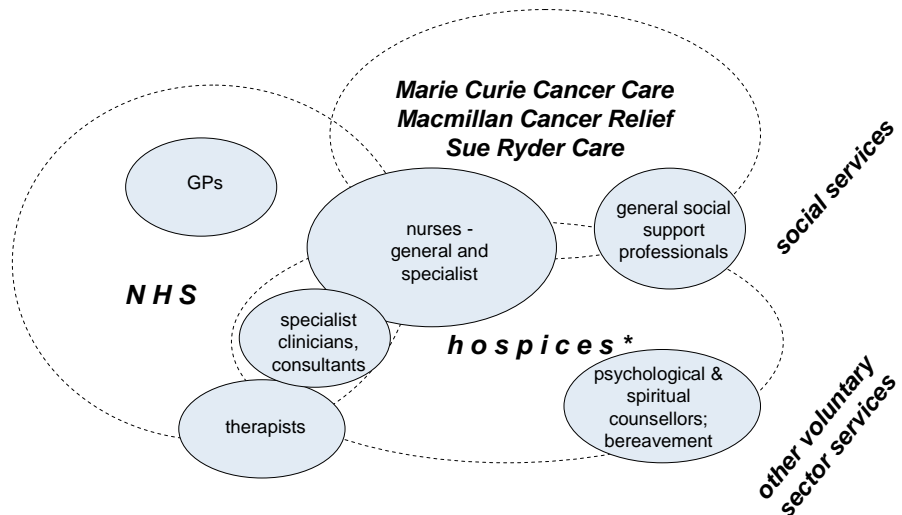 Marie Curie Cancer Care
Macmillan Cancer Relief
Sue Ryder Care
GPs
nurses -
general and
specialist
general social
support
professionals
social services
N H S
specialist
clinicians,
consultants
h o s p i c e s *
therapists
psychological &
spiritual
counsellors;
bereavement
other voluntary
sector services